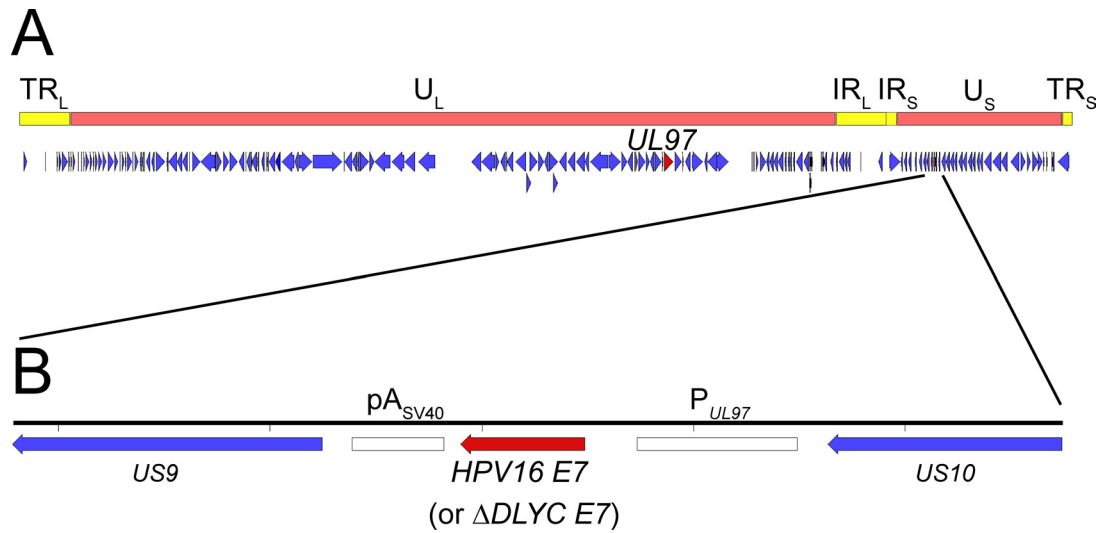 A
TRL UL IRL IRS US TRS
UL97
B
pASV40 PUL97
US9 HPV16 E7 US10
(or ΔDLYC E7)